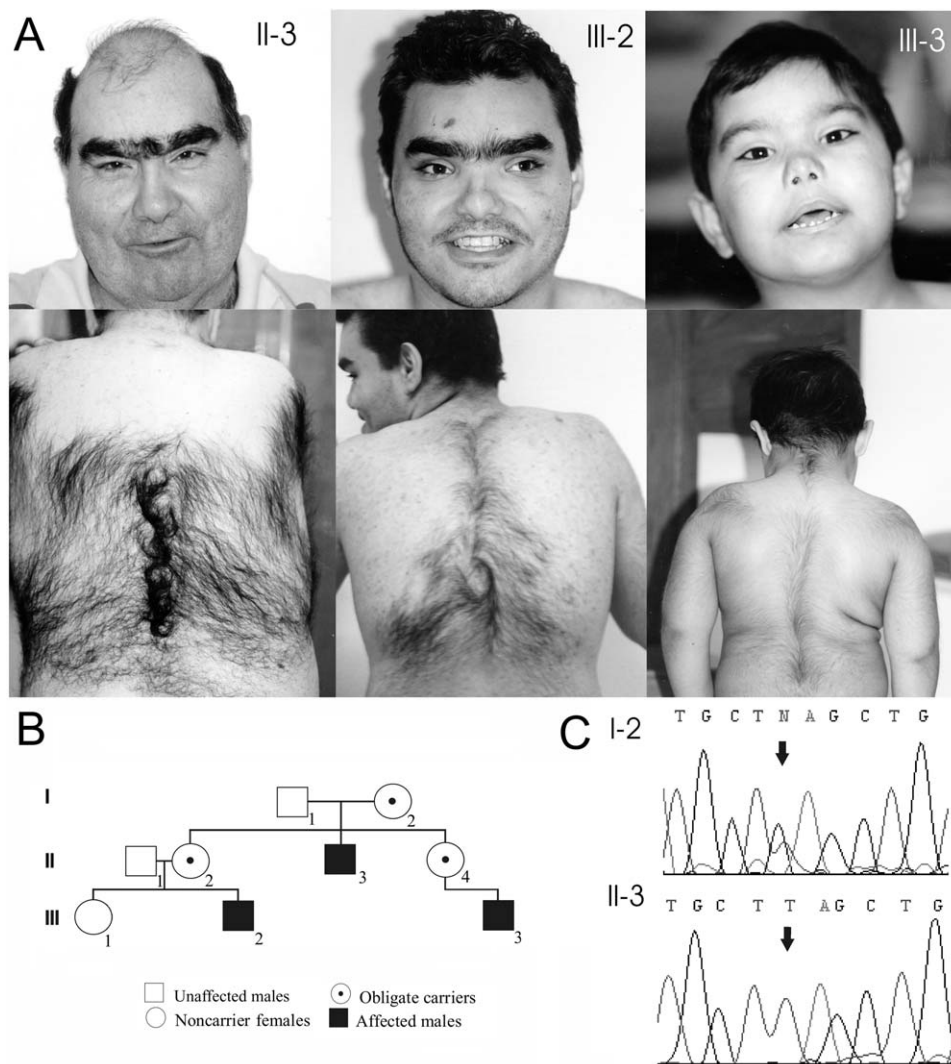 A
II-3
III-2
III-3
B
I
1
2
II
1
2
3
4
III
1
2
3
Unaffected males
Obligate carriers
Noncarrier females
Affected males
C
I-2
T G C T N A G C T G
II-3
T G C T T A G C T G